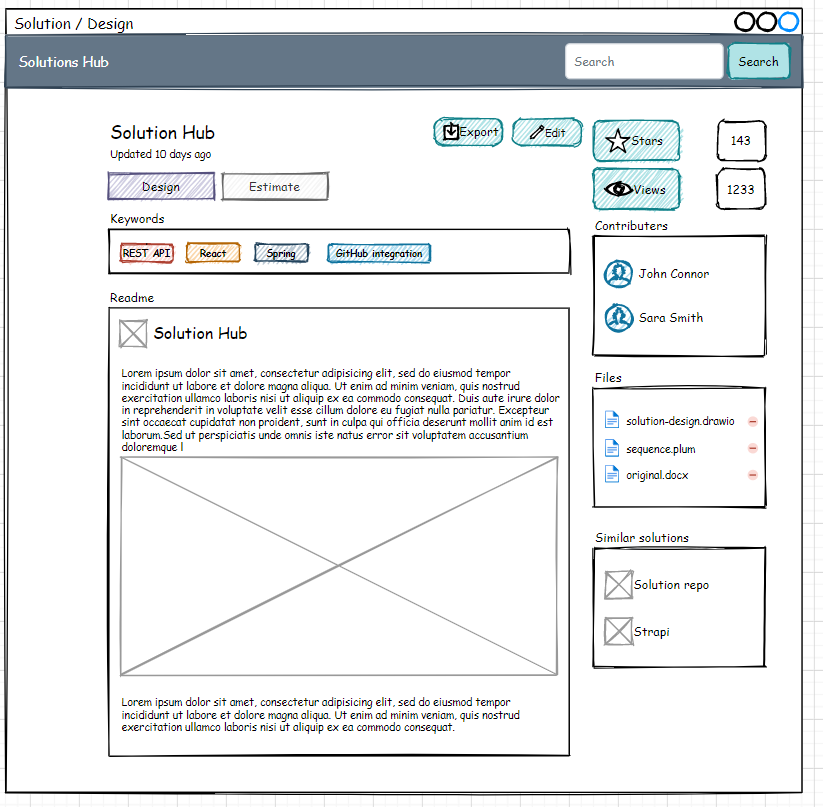 Solution / Design
Solutions Hub
Search
Search
Solution Hub
Updated 10 days ago
Export
Edit
Stars
143
Views
1233
Design
Estimate
Keywords
REST API
React
Spring
GitHub integration
Readme
Solution Hub
Lorem ipsum dolor sit amet, consectetur adipisicing elit, sed do eiusmod tempor
incididunt ut labore et dolore magna aliqua. Ut enim ad minim veniam, quis nostrud
exercitation ullamco laboris nisi ut aliquip ex ea commodo consequat. Duis aute irure dolor
in reprehenderit in voluptate velit esse cillum dolore eu fugiat nulla pariatur. Excepteur
sint occaecat cupidatat non proident, sunt in culpa qui officia deserunt mollit anim id est
laborum.Sed ut perspiciatis unde omnis iste natus error sit voluptatem accusantium
doloremque l
Lorem ipsum dolor sit amet, consectetur adipisicing elit, sed do eiusmod tempor
incididunt ut labore et dolore magna aliqua. Ut enim ad minim veniam, quis nostrud
exercitation ullamco laboris nisi ut aliquip ex ea commodo consequat.
Contributers
John Connor
Sara Smith
Files
solution-design.drawio
sequence.plum
original.docx
Similar solutions
Solution repo
Strapi